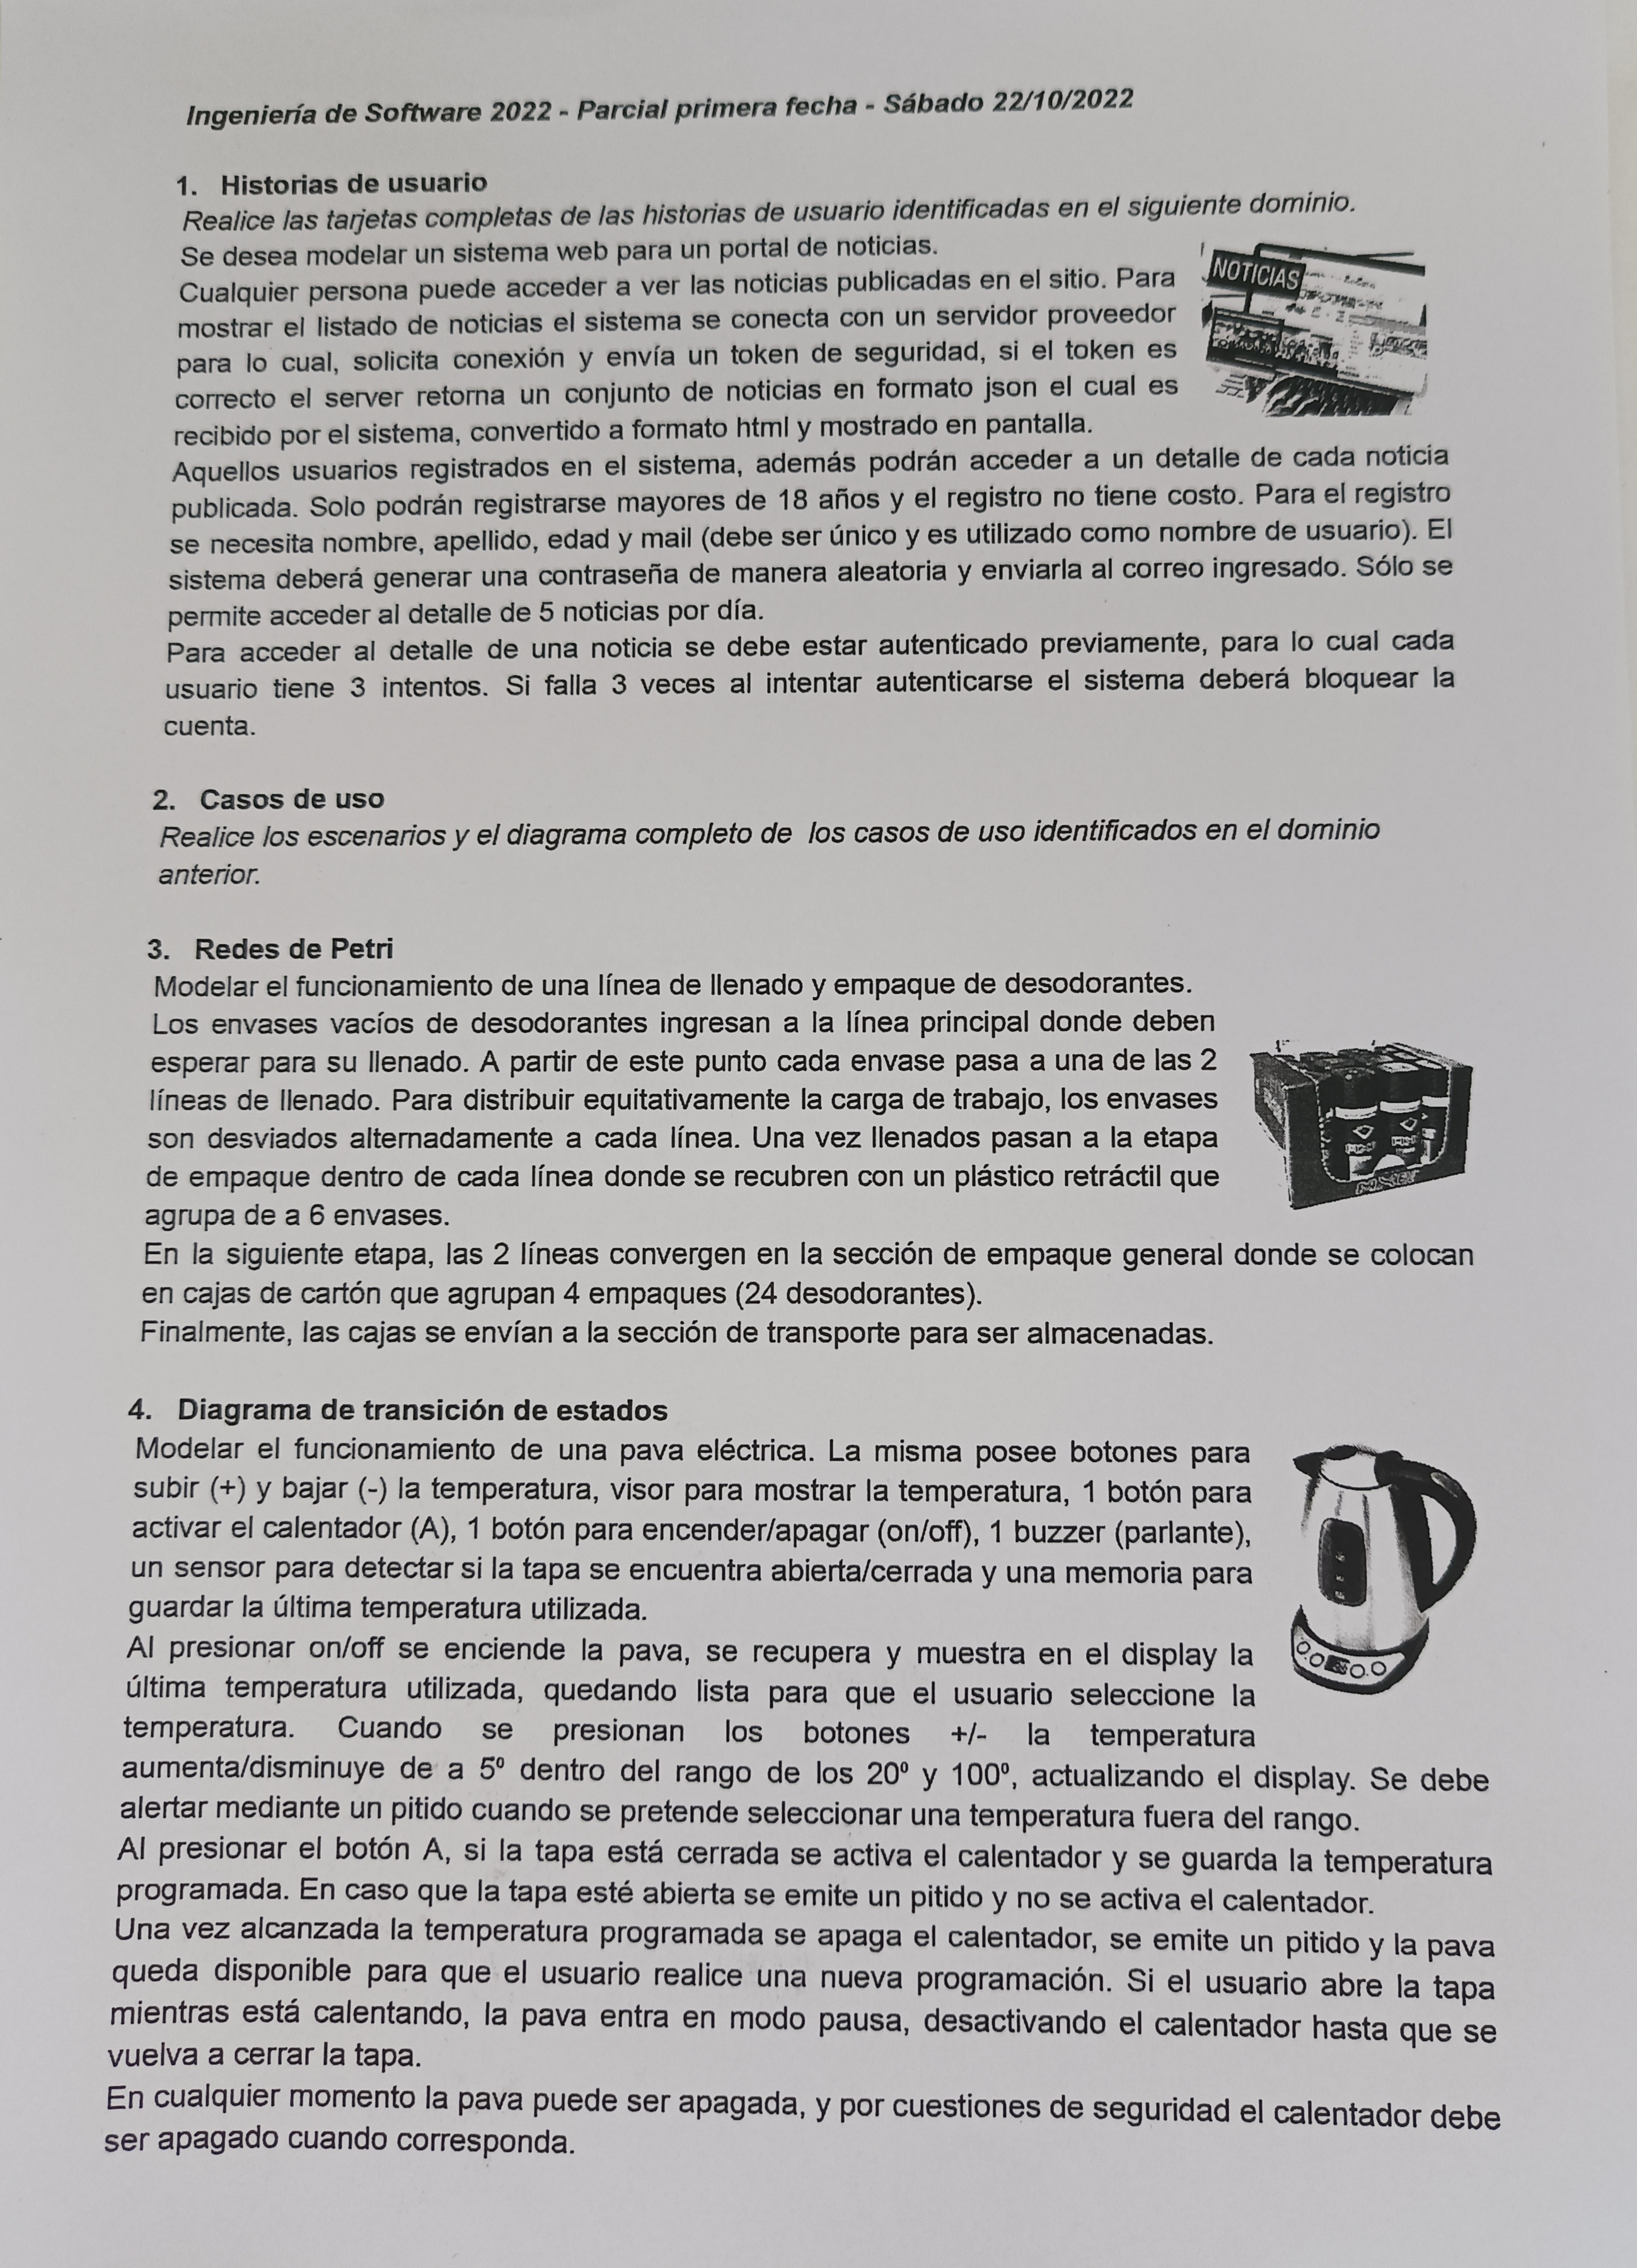 Ingeniería de Software 2022 - Parcial primera fecha - Sábado 22/10/2022
1. Historias de usuario
Realice las tarjetas completas de las historias de usuario identificadas en el siguiente dominio.
Se desea modelar un sistema web para un portal de noticias.
Cualquier persona puede acceder a ver las noticias publicadas en el sitio. Para
mostrar el listado de noticias el sistema se conecta con un servidor proveedor
para lo cual, solicita conexión y envía un token de seguridad, si el token es
correcto el server retorna un conjunto de noticias en formato json el cual es
recibido por el sistema, convertido a formato html y mostrado en pantalla.
NOTICIAS
Aquellos usuarios registrados en el sistema, además podrán acceder a un detalle de cada noticia
publicada. Solo podrán registrarse mayores de 18 años y el registro no tiene costo. Para el registro
se necesita nombre, apellido, edad y mail (debe ser único y es utilizado como nombre de usuario). El
sistema deberá generar una contraseña de manera aleatoria y enviarla al correo ingresado. Sólo se
permite acceder al detalle de 5 noticias por día.
Para acceder al detalle de una noticia se debe estar autenticado previamente, para lo cual cada
usuario tiene 3 intentos. Si falla 3 veces al intentar autenticarse el sistema deberá bloquear la
cuenta.
2. Casos de uso
Realice los escenarios y el diagrama completo de los casos de uso identificados en el dominio
anterior.
3. Redes de Petri
Modelar el funcionamiento de una línea de llenado y empaque de desodorantes.
Los envases vacíos de desodorantes ingresan a la línea principal donde deben
esperar para su llenado. A partir de este punto cada envase pasa a una de las 2
líneas de llenado. Para distribuir equitativamente la carga de trabajo, los envases
son desviados alternadamente a cada línea. Una vez llenados pasan a la etapa
de empaque dentro de cada línea donde se recubren con un plástico retráctil que
agrupa de a 6 envases.
En la siguiente etapa, las 2 líneas convergen en la sección de empaque general donde se colocan
en cajas de cartón que agrupan 4 empaques (24 desodorantes).
Finalmente, las cajas se envían a la sección de transporte para ser almacenadas.
4. Diagrama de transición de estados
Modelar el funcionamiento de una pava eléctrica. La misma posee botones para
subir (+) y bajar (-) la temperatura, visor para mostrar la temperatura, 1 botón para
activar el calentador (A), 1 botón para encender/apagar (on/off), 1 buzzer (parlante),
un sensor para detectar si la tapa se encuentra abierta/cerrada y una memoria para
guardar la última temperatura utilizada.
Al presionar on/off se enciende la pava, se recupera y muestra en el display la
última temperatura utilizada, quedando lista para que el usuario seleccione la
temperatura. Cuando se presionan los botones +/- la temperatura
aumenta/disminuye de a 5º dentro del rango de los 20º y 100º, actualizando el display. Se debe
alertar mediante un pitido cuando se pretende seleccionar una temperatura fuera del rango.
Al presionar el botón A, si la tapa está cerrada se activa el calentador y se guarda la temperatura
programada. En caso que la tapa esté abierta se emite un pitido y no se activa el calentador.
Una vez alcanzada la temperatura programada se apaga el calentador, se emite un pitido y la pava
queda disponible para que el usuario realice una nueva programación. Si el usuario abre la tapa
mientras está calentando, la pava entra en modo pausa, desactivando el calentador hasta que se
vuelva a cerrar la tapa.
En cualquier momento la pava puede ser apagada, y por cuestiones de seguridad el calentador debe
ser apagado cuando corresponda.